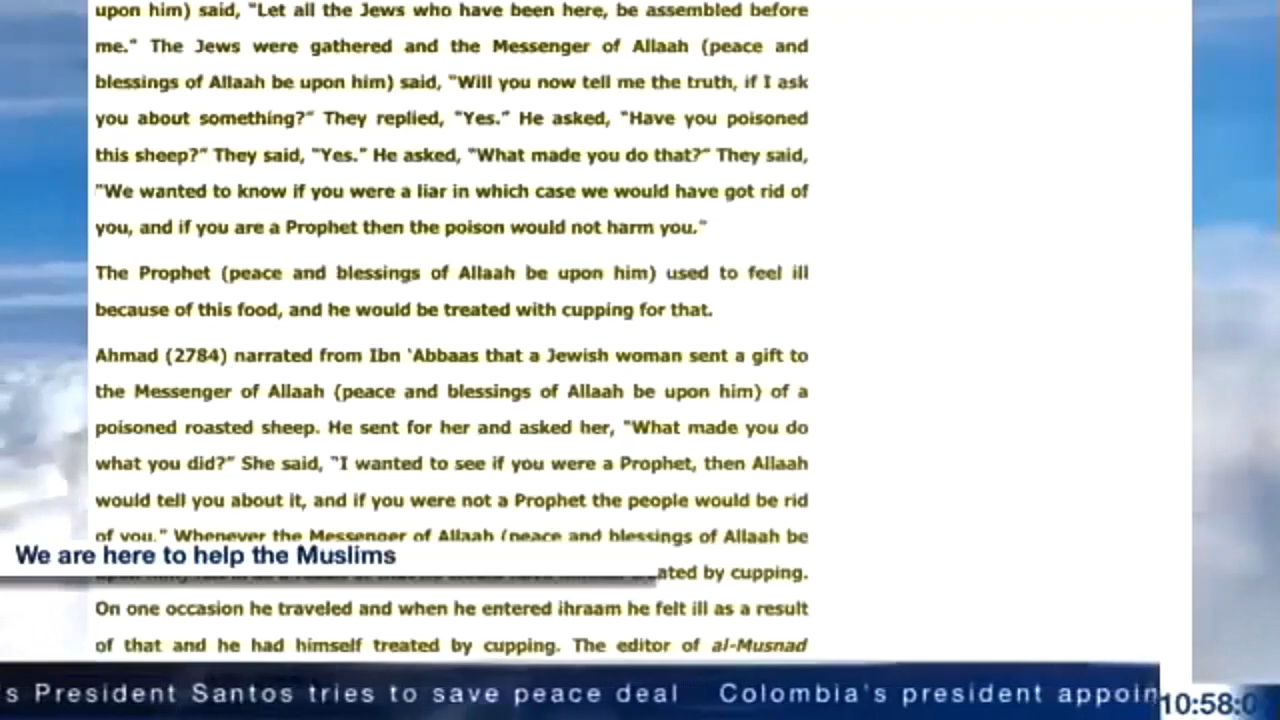 upon him) said, "Let all the Jews who have been here, be assembled before
me." The Jews were gathered and the Messenger of Allaah (peace and
blessings of Allaah be upon him) said, "Will you now tell me the truth, if I ask
you about something?" They replied, "Yes." He asked, "Have you poisoned
this sheep?" They said, "Yes." He asked, "What made you do that?" They said,
"We wanted to know if you were a liar in which case we would have got rid of
you, and if you are a Prophet then the poison would not harm you."
The Prophet (peace and blessings of Allaah be upon him) used to feel ill
because of this food, and he would be treated with cupping for that.
Ahmad (2784) narrated from Ibn 'Abbaas that a Jewish woman sent a gift to
the Messenger of Allaah (peace and blessings of Allaah be upon him) of a
poisoned roasted sheep. He sent for her and asked her, "What made you do
what you did?" She said, "I wanted to see if you were a Prophet, then Allaah
would tell you about it, and if you were not a Prophet the people would be rid
of you." Whenever the Messenger of Allaah (peace and blessings of Allaah be
We are here to help the Muslims
ated by cupping.
On one occasion he traveled and when he entered ihraam he felt ill as a result
of that and he had himself treated by cupping. The editor of al-Musnad
's President Santos tries to save peace deal Colombia's president appoin
10:58:0